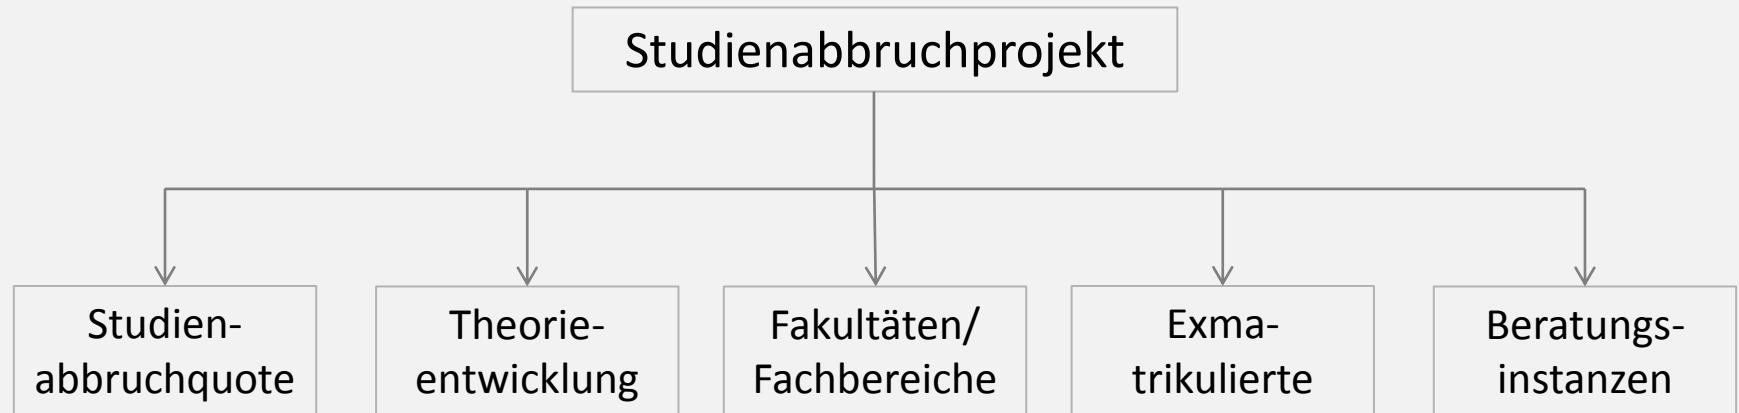 Studienabbruchprojekt
Studien-
abbruchquote
Theorie-
entwicklung
Fakultäten/
Fachbereiche
Exma-
trikulierte
Beratungs-
instanzen